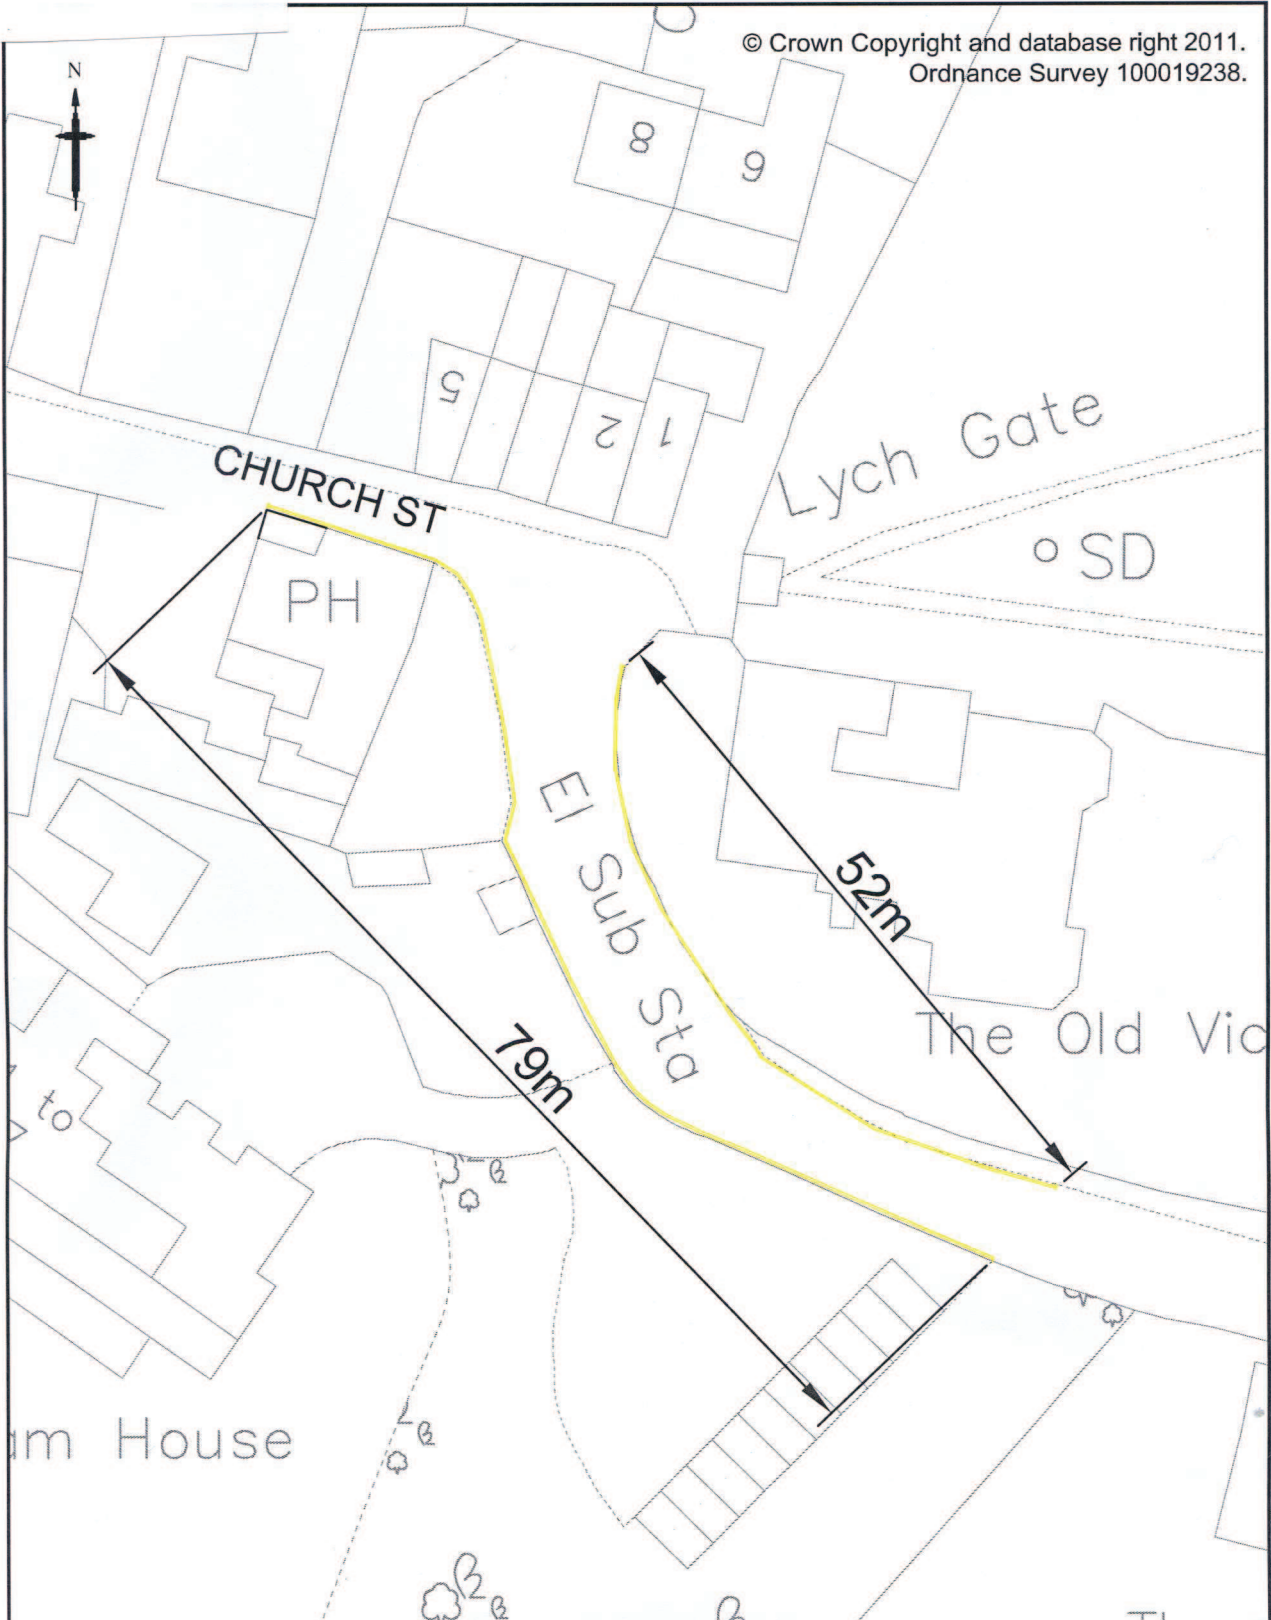 © Crown Copyright and database right 2011.
Ordnance Survey 100019238.
N
8
6
5
2
1
CHURCH ST
Lych Gate
SD
PH
El Sub Sta
52m
The Old Vic
79m
to
am House